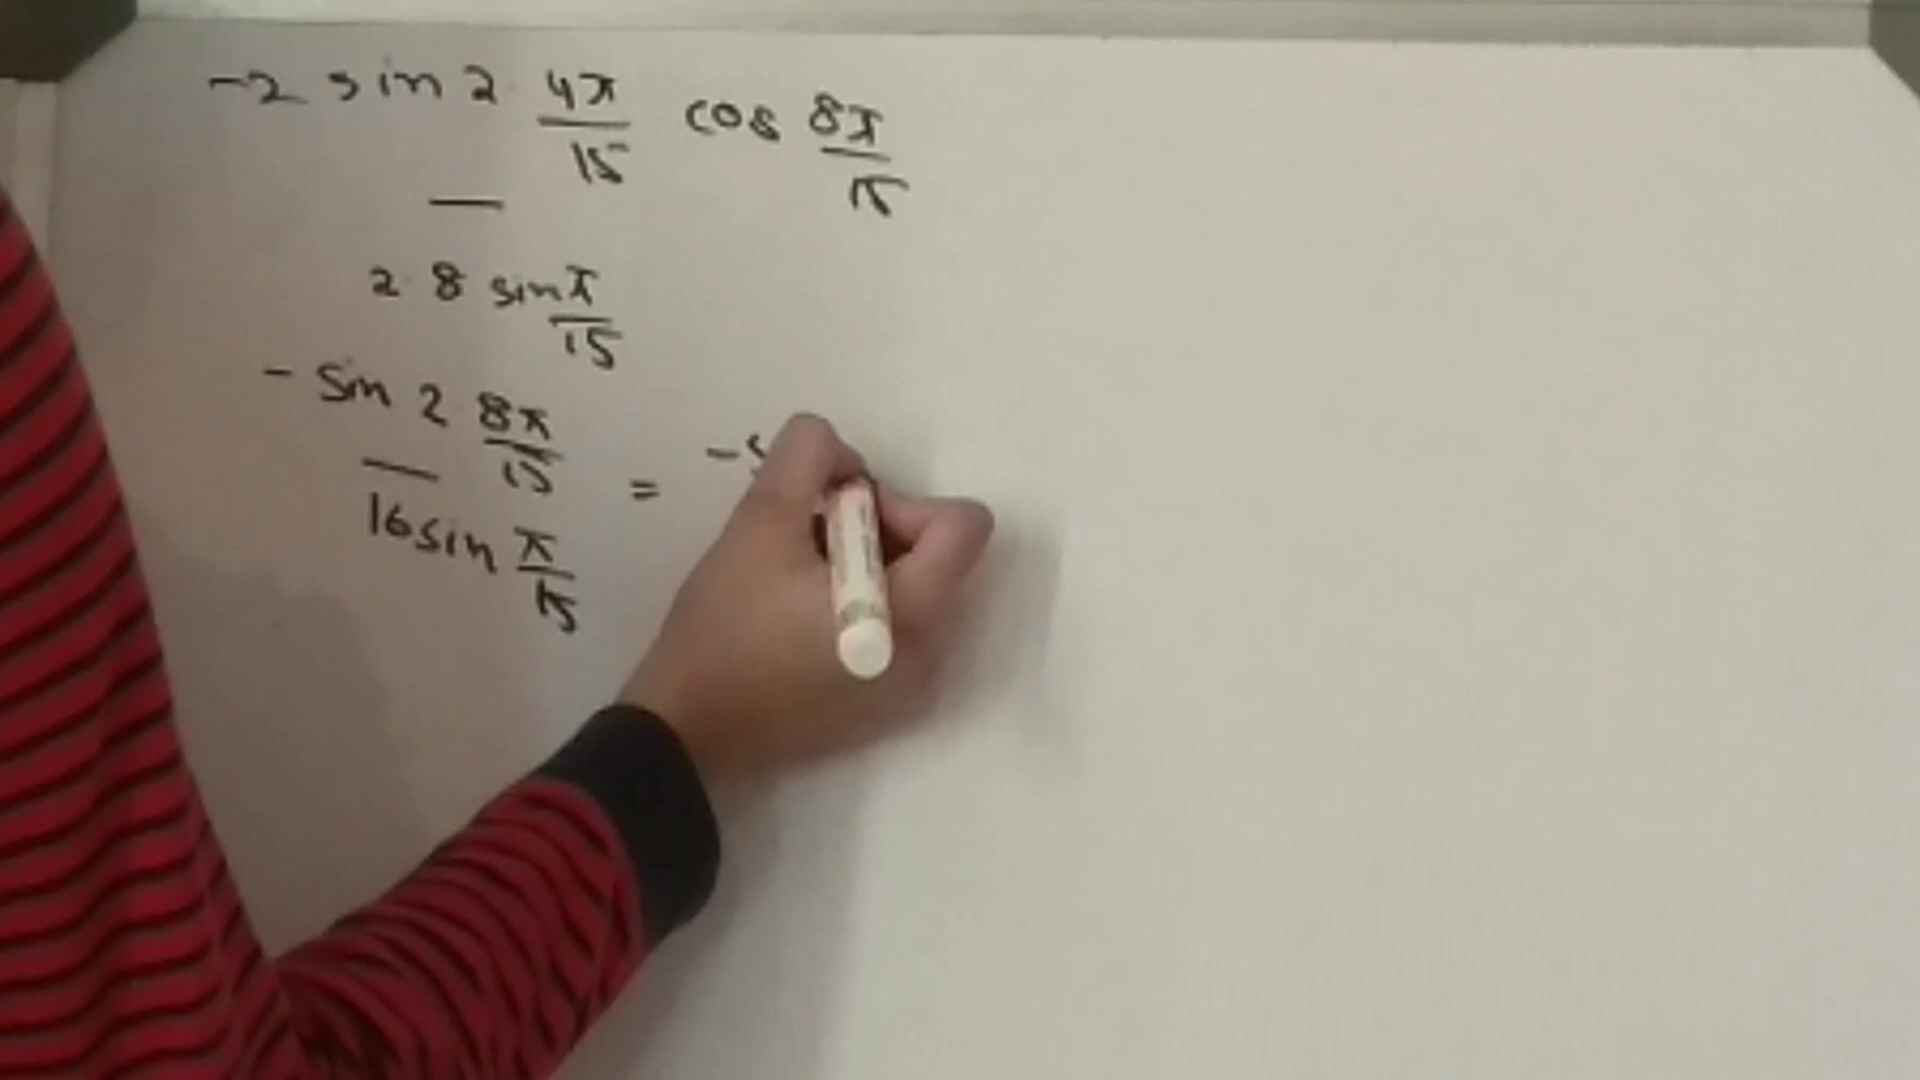 -2 sin 2 4π/15 cos 8π/15
—
2 8 sin π/15
- sin 2 8π/15
— = - s
16 sin π/15